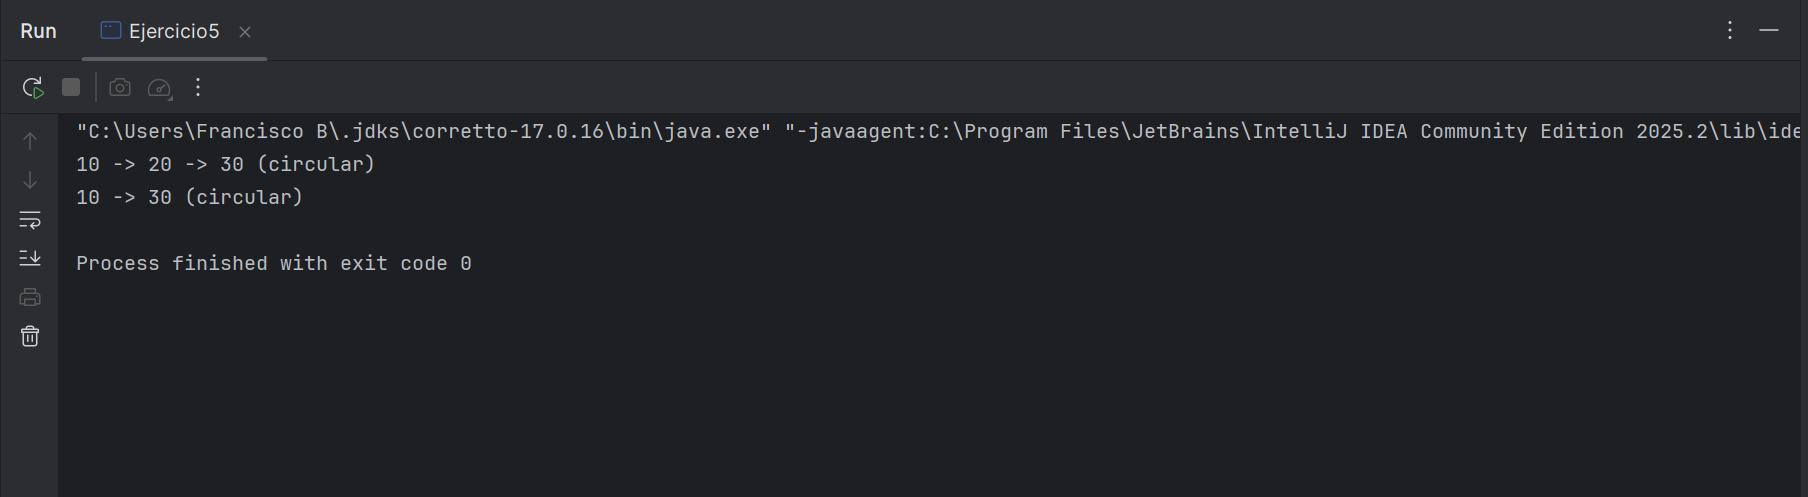 Run Ejercicio5
"C:\Users\Francisco B\.jdks\corretto-17.0.16\bin\java.exe" "-javaagent:C:\Program Files\JetBrains\IntelliJ IDEA Community Edition 2025.2\lib\ide
10 -> 20 -> 30 (circular)
10 -> 30 (circular)
Process finished with exit code 0